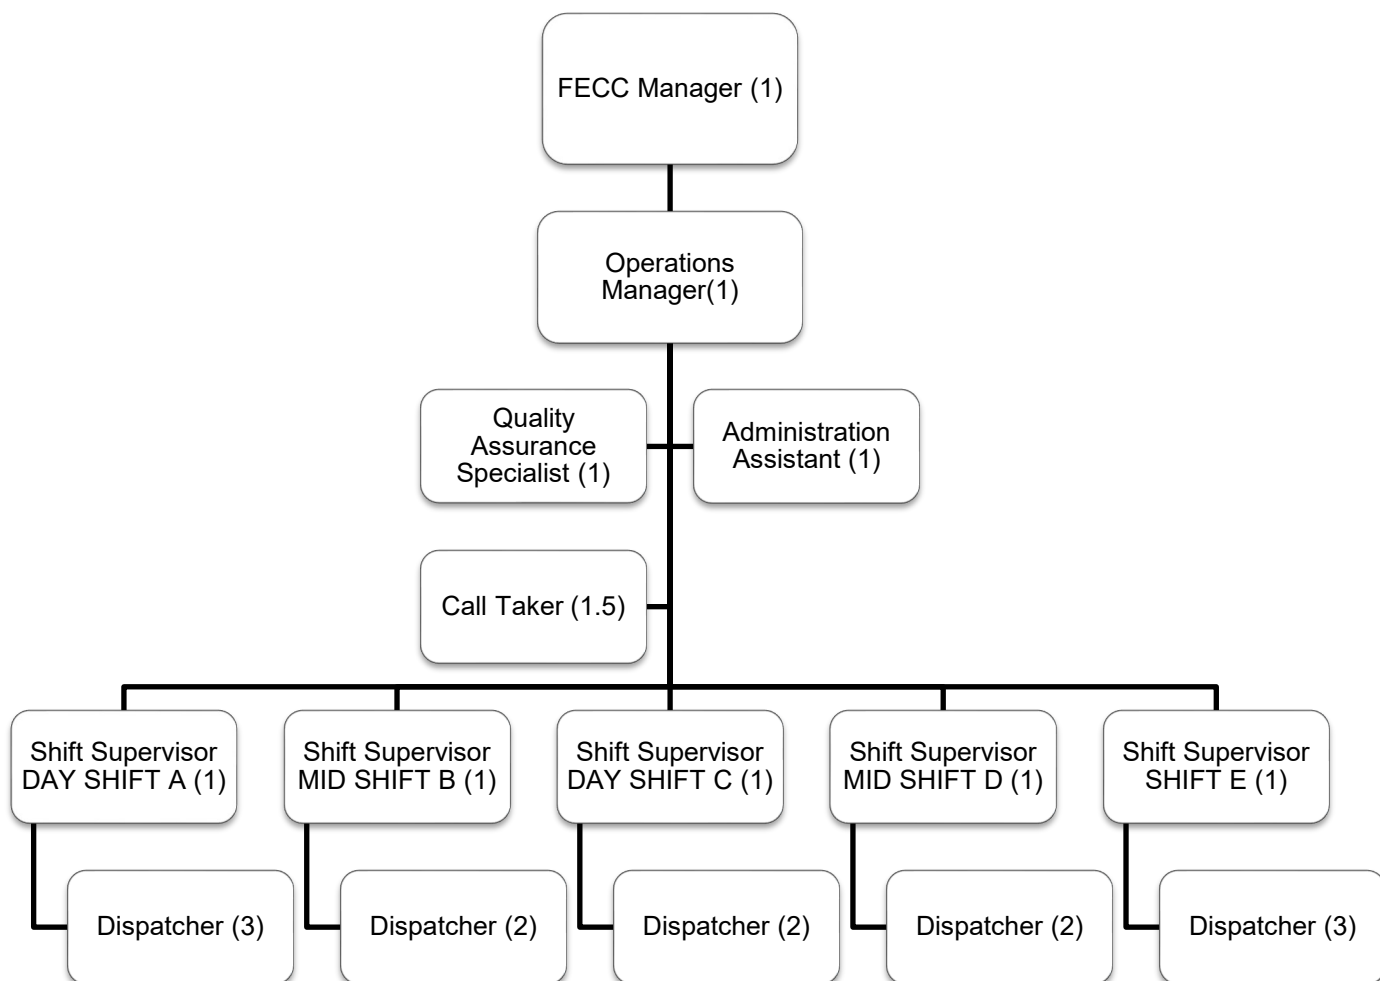 FECC Manager (1)
Operations
Manager(1)
Quality
Assurance
Specialist (1)
Administration
Assistant (1)
Call Taker (1.5)
Shift Supervisor
DAY SHIFT A (1)
Shift Supervisor
MID SHIFT B (1)
Shift Supervisor
DAY SHIFT C (1)
Shift Supervisor
MID SHIFT D (1)
Shift Supervisor
SHIFT E (1)
Dispatcher (3)
Dispatcher (2)
Dispatcher (2)
Dispatcher (2)
Dispatcher (3)